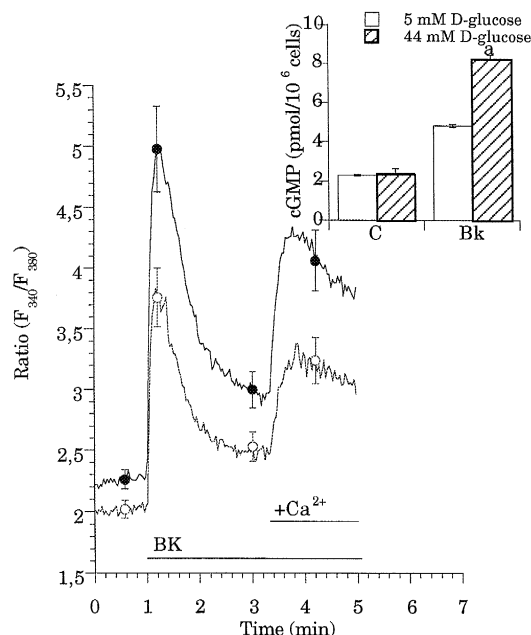 5 mM D-glucose
44 mM D-glucose
cGMP (pmol/10⁶ cells)
10
8
6
4
2
0
a
C
Bk
Ratio (F₃₄₀/F₃₈₀)
5,5
5
4,5
4
3,5
3
2,5
2
1,5
+Ca²⁺
BK
0 1 2 3 4 5 6 7
Time (min)